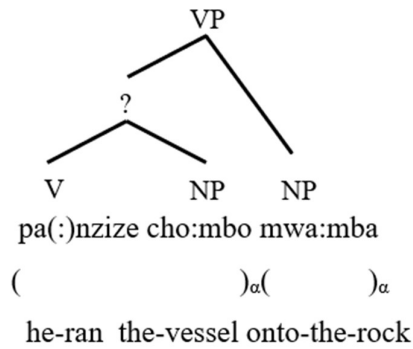 VP
?
V NP NP
pa(:)nzize cho:mbo mwa:mba
( )α( )α
he-ran the-vessel onto-the-rock